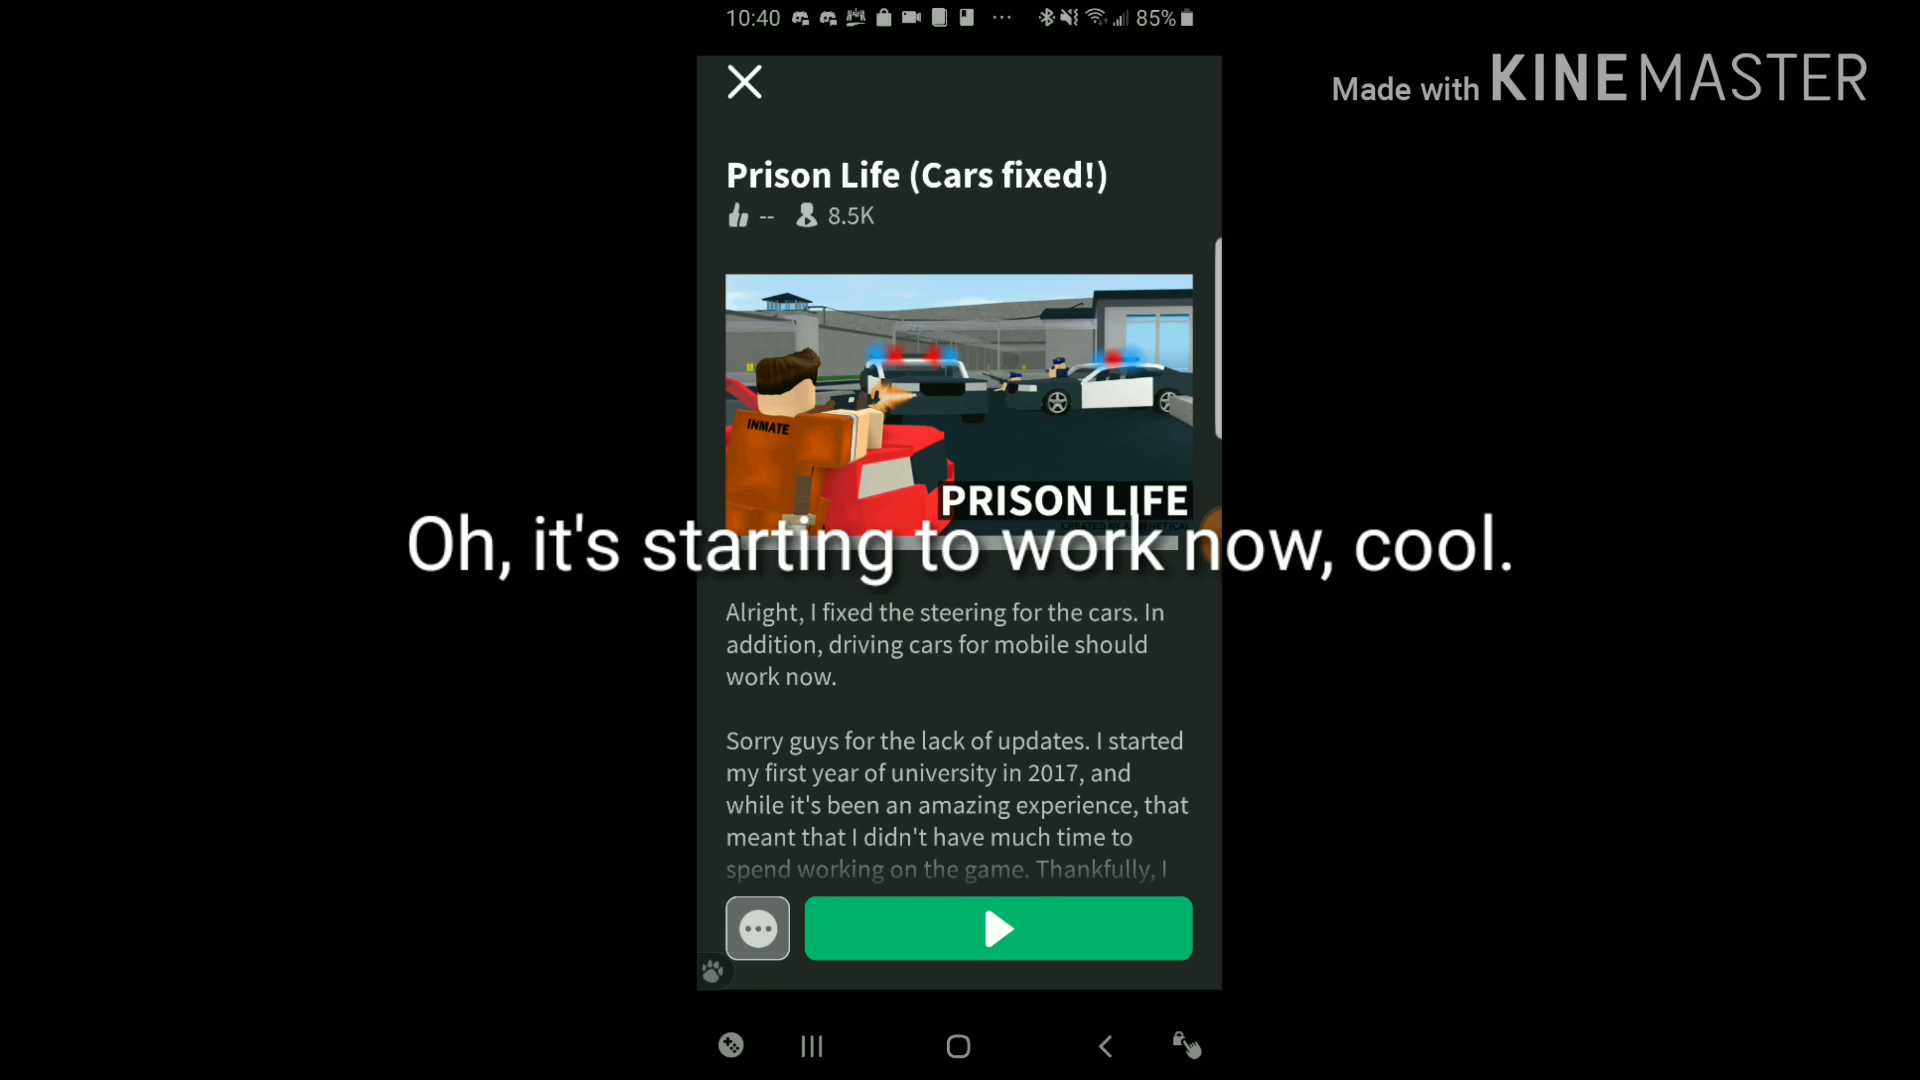 10:40
85%
Made with KINEMASTER
Prison Life (Cars fixed!)
-- 8.5K
INMATE
PRISON LIFE
Oh, it's starting to work now, cool.
Alright, I fixed the steering for the cars. In
addition, driving cars for mobile should
work now.
Sorry guys for the lack of updates. I started
my first year of university in 2017, and
while it's been an amazing experience, that
meant that I didn't have much time to
spend working on the game. Thankfully, I